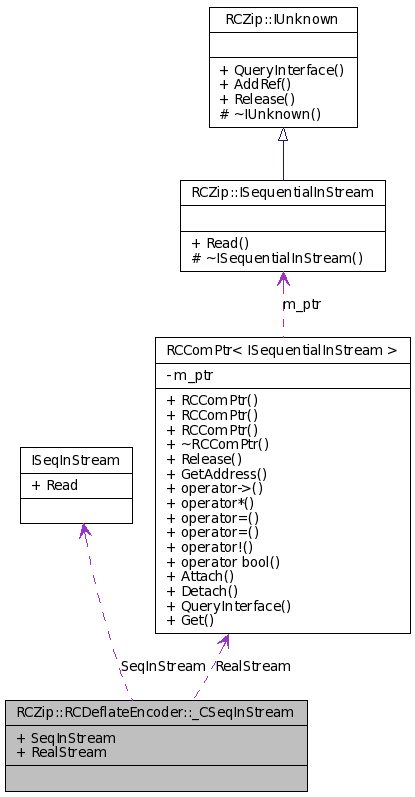 RCZip::IUnknown
+ QueryInterface()
+ AddRef()
+ Release()
# ~IUnknown()
RCZip::ISequentialInStream
+ Read()
# ~ISequentialInStream()
m_ptr
RCComPtr< ISequentialInStream >
- m_ptr
+ RCComPtr()
+ RCComPtr()
+ RCComPtr()
+ ~RCComPtr()
+ Release()
+ GetAddress()
+ operator->()
+ operator*()
+ operator=()
+ operator=()
+ operator!()
+ operator bool()
+ Attach()
+ Detach()
+ QueryInterface()
+ Get()
ISeqInStream
+ Read
SeqInStream
RealStream
RCZip::RCDeflateEncoder::_CSeqInStream
+ SeqInStream
+ RealStream